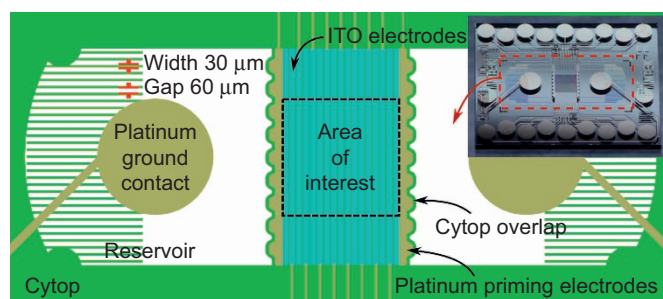 ITO electrodes
Width 30 μm
Gap 60 μm
Platinum
ground
contact
Area
of
interest
Cytop overlap
Reservoir
Cytop
Platinum priming electrodes